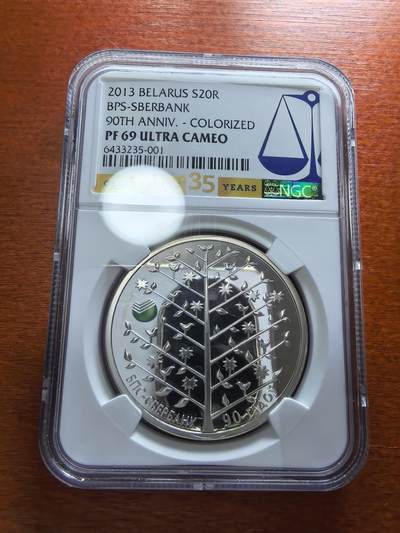 2013 BELARUS S20R
BPS-SBERBANK
90TH ANNIV. - COLORIZED
PF 69 ULTRA CAMEO
6433235-001
35 YEARS
NGC
БПС-СБЕРБАНК
90